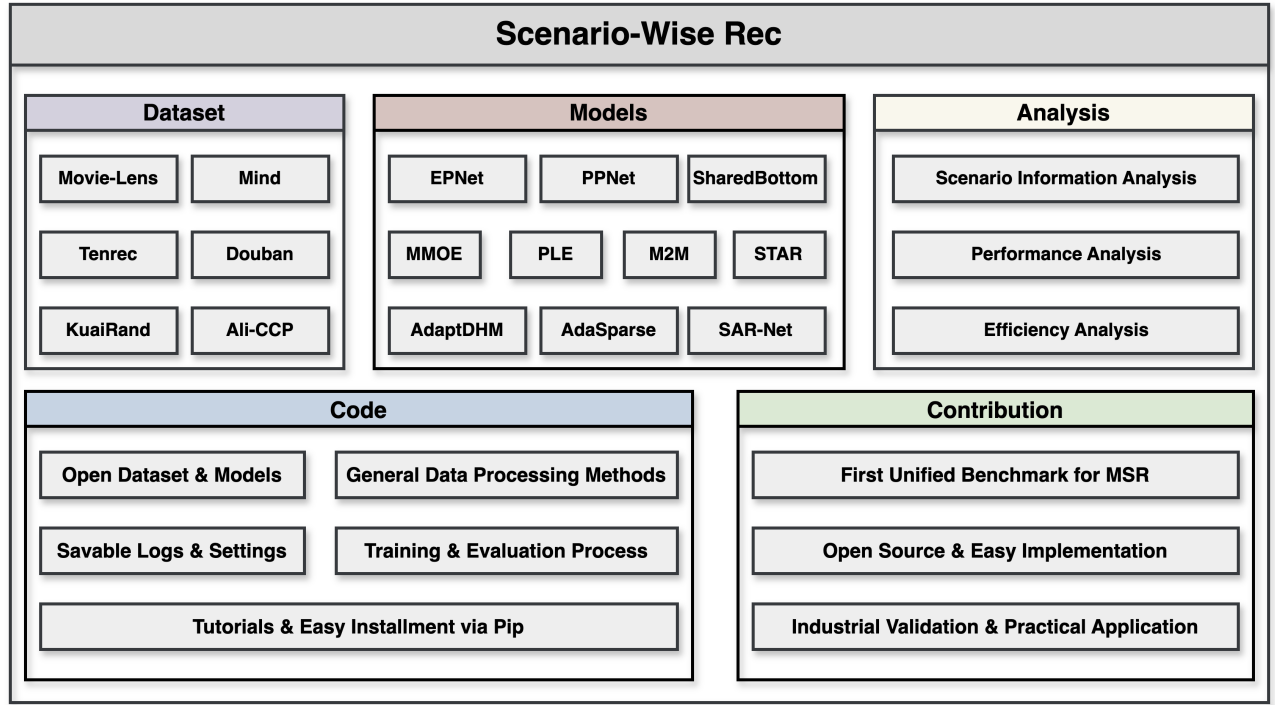 Scenario-Wise Rec
Dataset
Movie-Lens
Mind
Tenrec
Douban
KuaiRand
Ali-CCP
Models
EPNet
PPNet
SharedBottom
MMOE
PLE
M2M
STAR
AdaptDHM
AdaSparse
SAR-Net
Analysis
Scenario Information Analysis
Performance Analysis
Efficiency Analysis
Code
Open Dataset & Models
General Data Processing Methods
Savable Logs & Settings
Training & Evaluation Process
Tutorials & Easy Installment via Pip
Contribution
First Unified Benchmark for MSR
Open Source & Easy Implementation
Industrial Validation & Practical Application